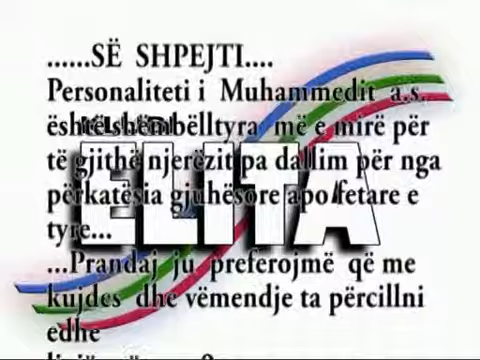 ......SË SHPEJTI....
Personaliteti i Muhammedit a.s.
është shëmbëlltyra më e mirë për
të gjithë njerëzit pa dallim për nga
përkatësia gjuhësore apo fetare e
tyre...
ELITA
...Prandaj ju preferojmë që me
kujdes dhe vëmendje ta përcillni
edhe